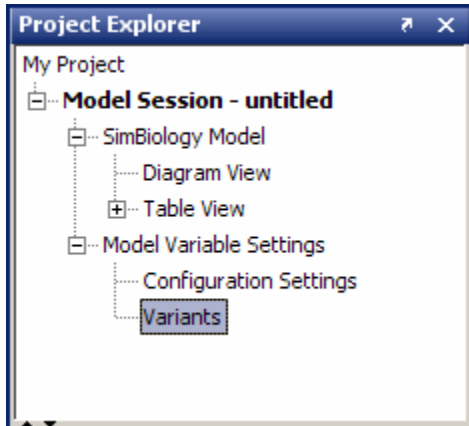 Project Explorer
My Project
Model Session - untitled
SimBiology Model
Diagram View
Table View
Model Variable Settings
Configuration Settings
Variants